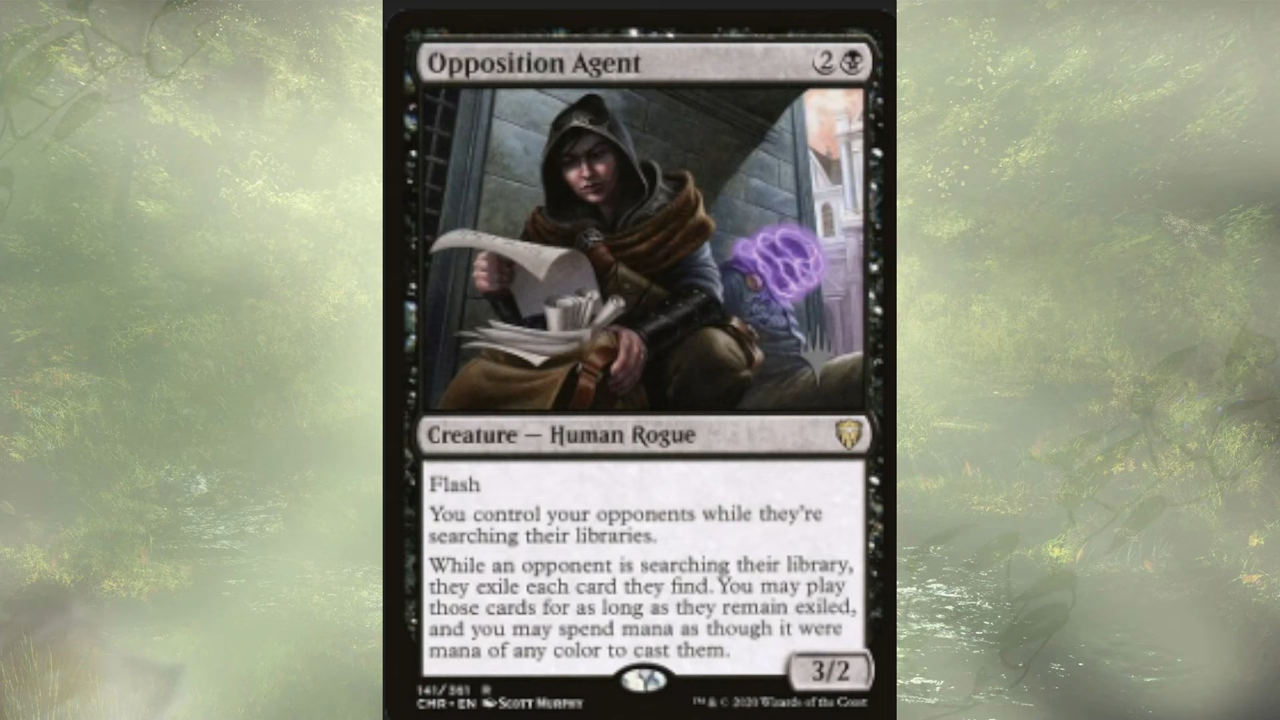 Opposition Agent 2
Creature — Human Rogue
Flash
You control your opponents while they're
searching their libraries.
While an opponent is searching their library,
they exile each card they find. You may play
those cards for as long as they remain exiled,
and you may spend mana as though it were
mana of any color to cast them.
3/2
141/361 R
CMR • EN Scott Murphy
™ & © 2020 Wizards of the Coast